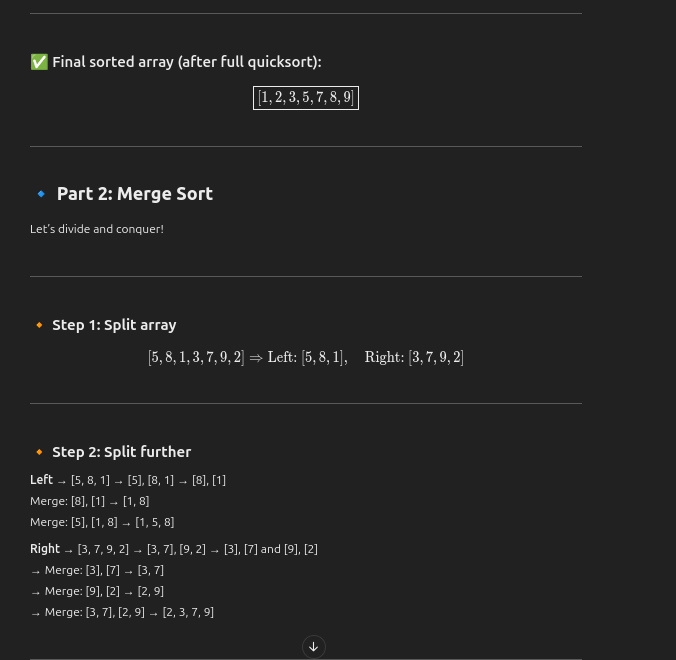 ✅ Final sorted array (after full quicksort):
[1, 2, 3, 5, 7, 8, 9]
🔹 Part 2: Merge Sort
Let's divide and conquer!
🔸 Step 1: Split array
[5, 8, 1, 3, 7, 9, 2] ⇒ Left: [5, 8, 1], Right: [3, 7, 9, 2]
🔸 Step 2: Split further
Left → [5, 8, 1] → [5], [8, 1] → [8], [1]
Merge: [8], [1] → [1, 8]
Merge: [5], [1, 8] → [1, 5, 8]
Right → [3, 7, 9, 2] → [3, 7], [9, 2] → [3], [7] and [9], [2]
→ Merge: [3], [7] → [3, 7]
→ Merge: [9], [2] → [2, 9]
→ Merge: [3, 7], [2, 9] → [2, 3, 7, 9]